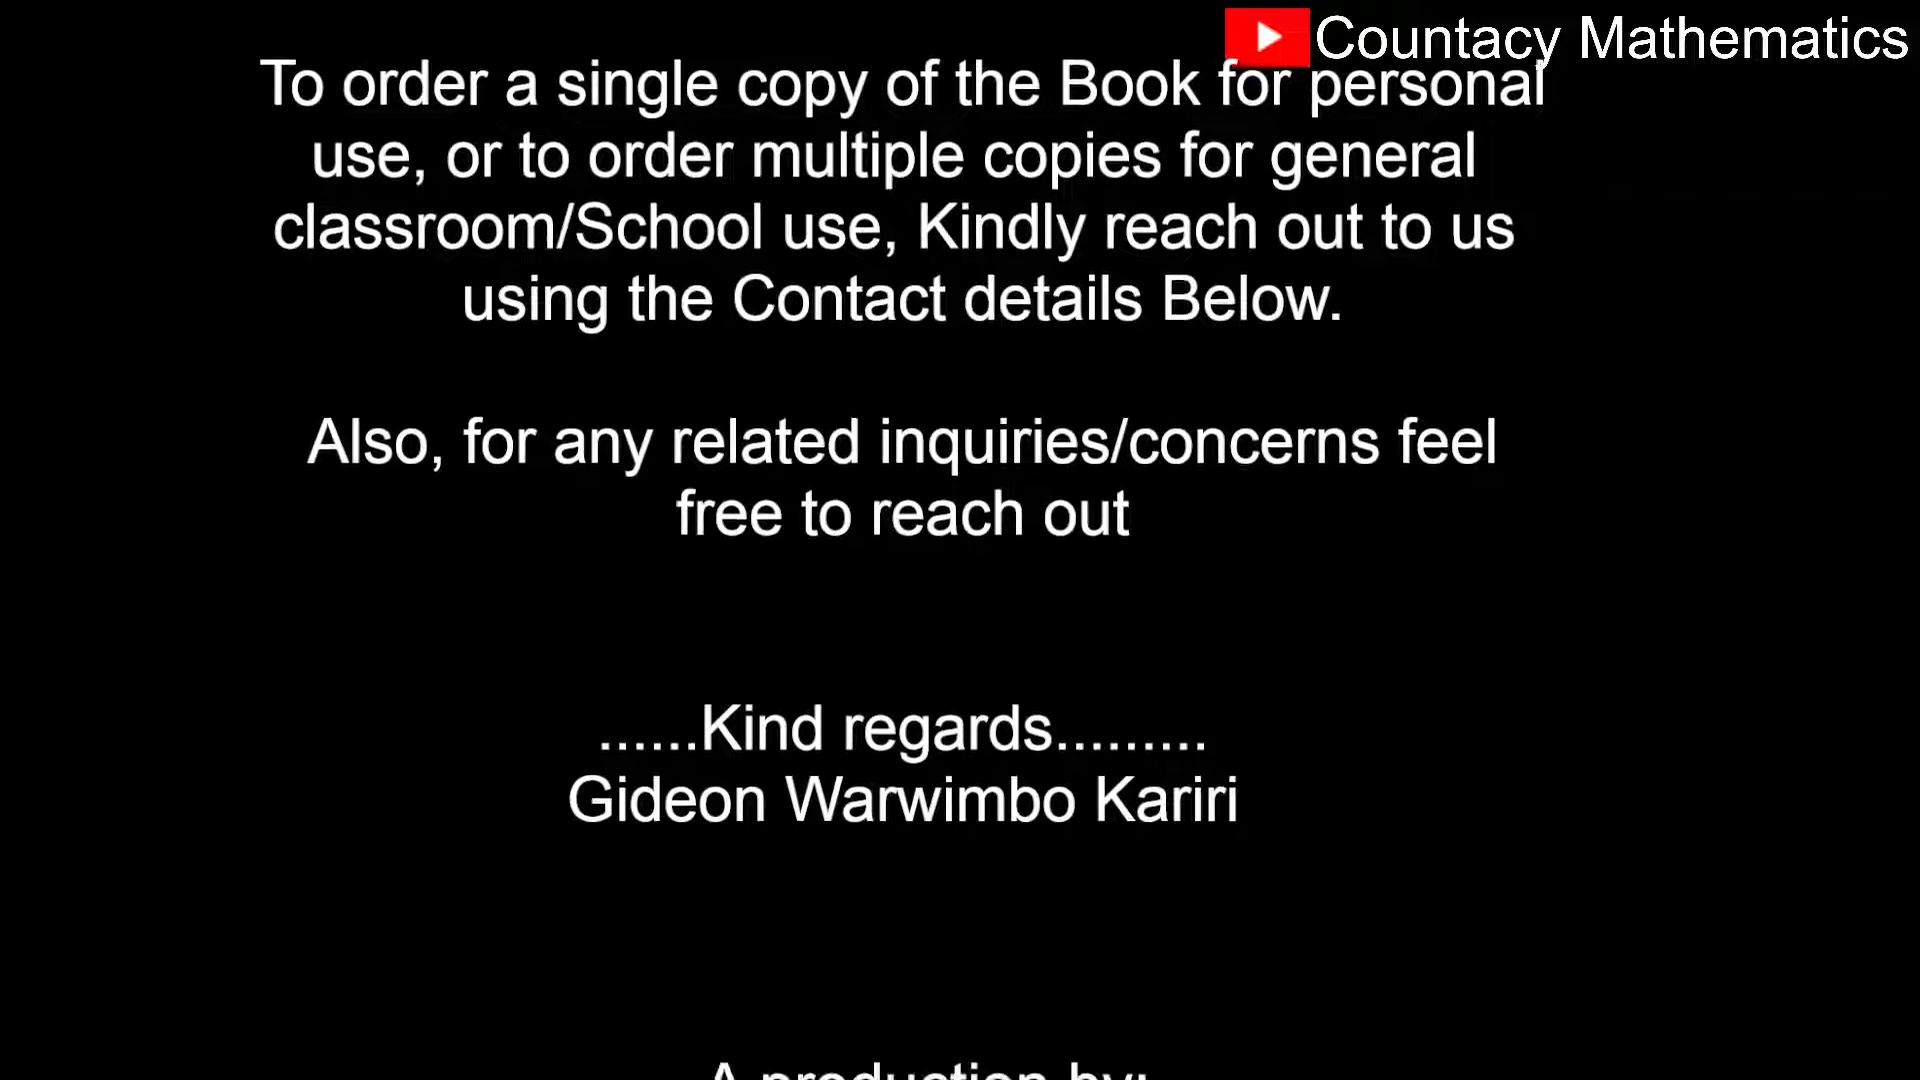 Countacy Mathematics
To order a single copy of the Book for personal
use, or to order multiple copies for general
classroom/School use, Kindly reach out to us
using the Contact details Below.
Also, for any related inquiries/concerns feel
free to reach out
......Kind regards.........
Gideon Warwimbo Kariri
A production by: